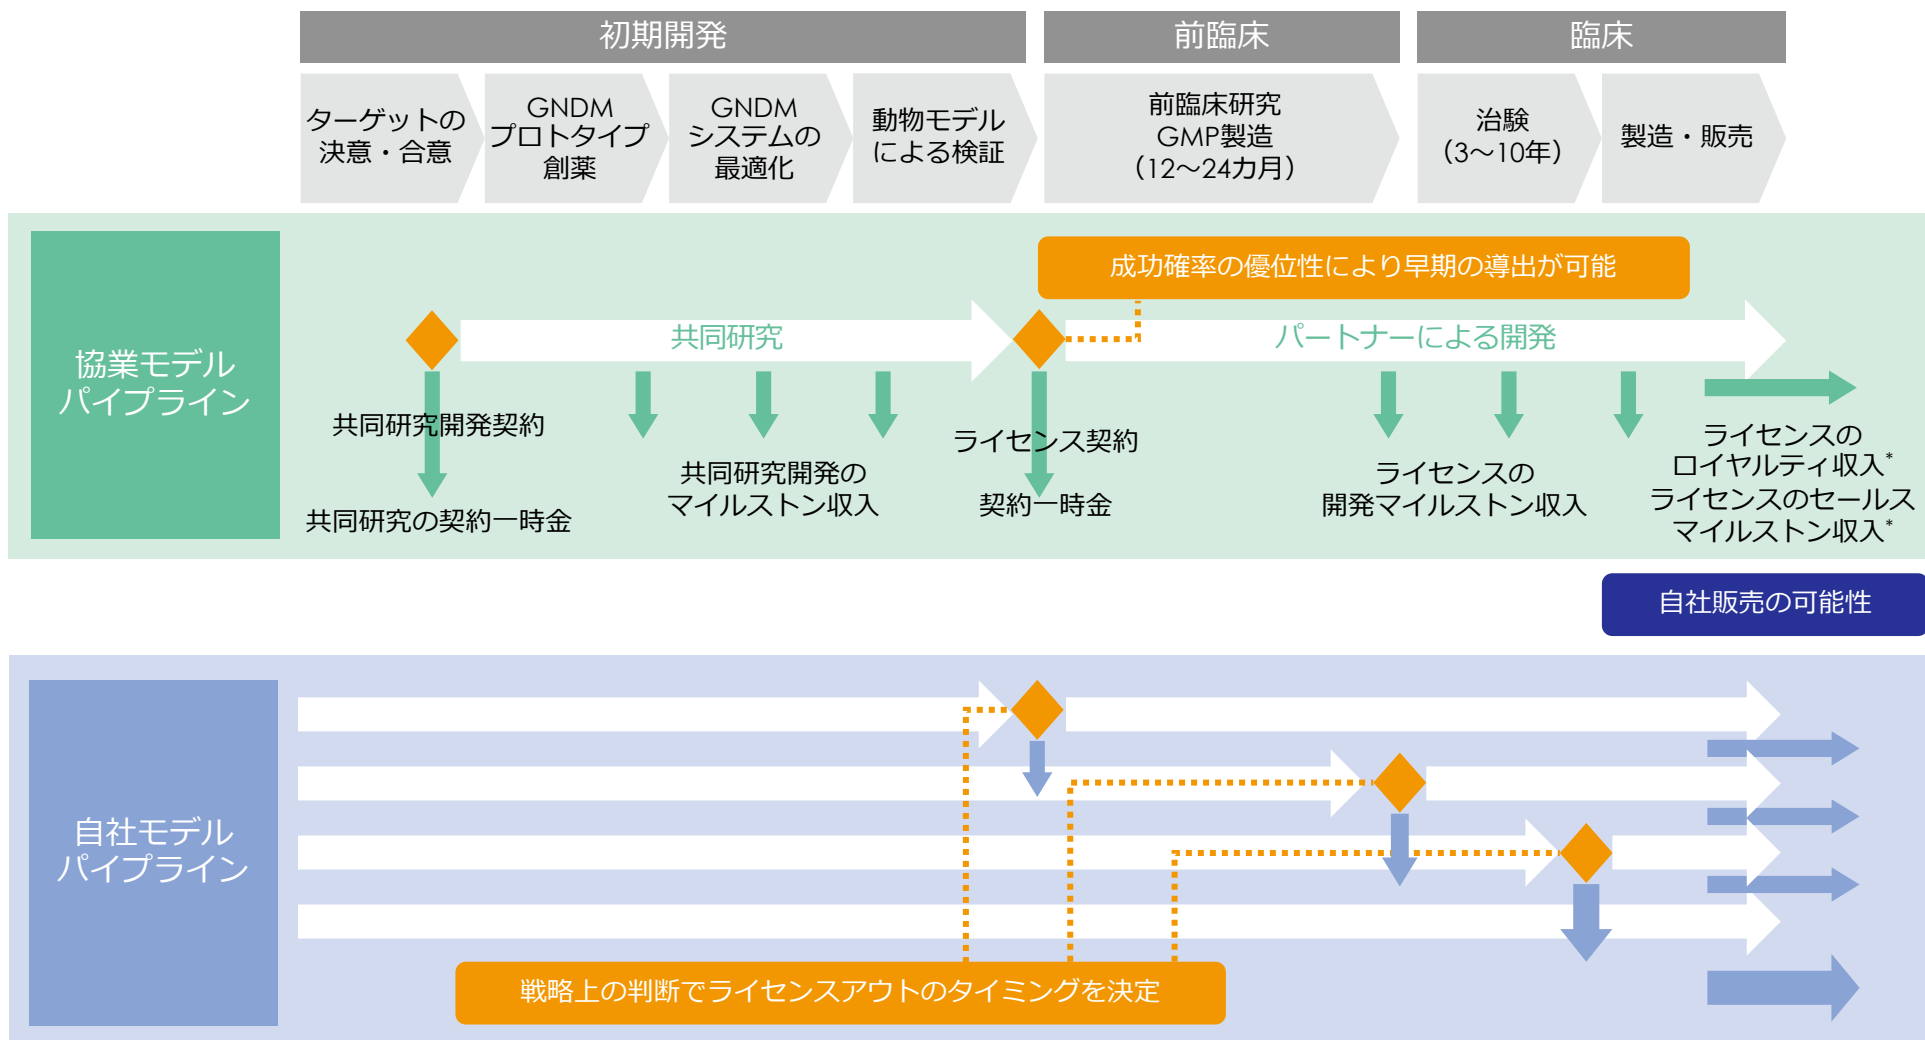 初期開発
前臨床
臨床
ターゲットの
決意・合意
GNDM
プロトタイプ
創薬
GNDM
システムの
最適化
動物モデル
による検証
前臨床研究
GMP製造
（12〜24カ月）
治験
（3〜10年）
製造・販売
協業モデル
パイプライン
成功確率の優位性により早期の導出が可能
共同研究
パートナーによる開発
共同研究開発契約
共同研究の契約一時金
共同研究開発の
マイルストン収入
ライセンス契約
契約一時金
ライセンスの
開発マイルストン収入
ライセンスの
ロイヤルティ収入*
ライセンスのセールス
マイルストン収入*
自社販売の可能性
自社モデル
パイプライン
戦略上の判断でライセンスアウトのタイミングを決定